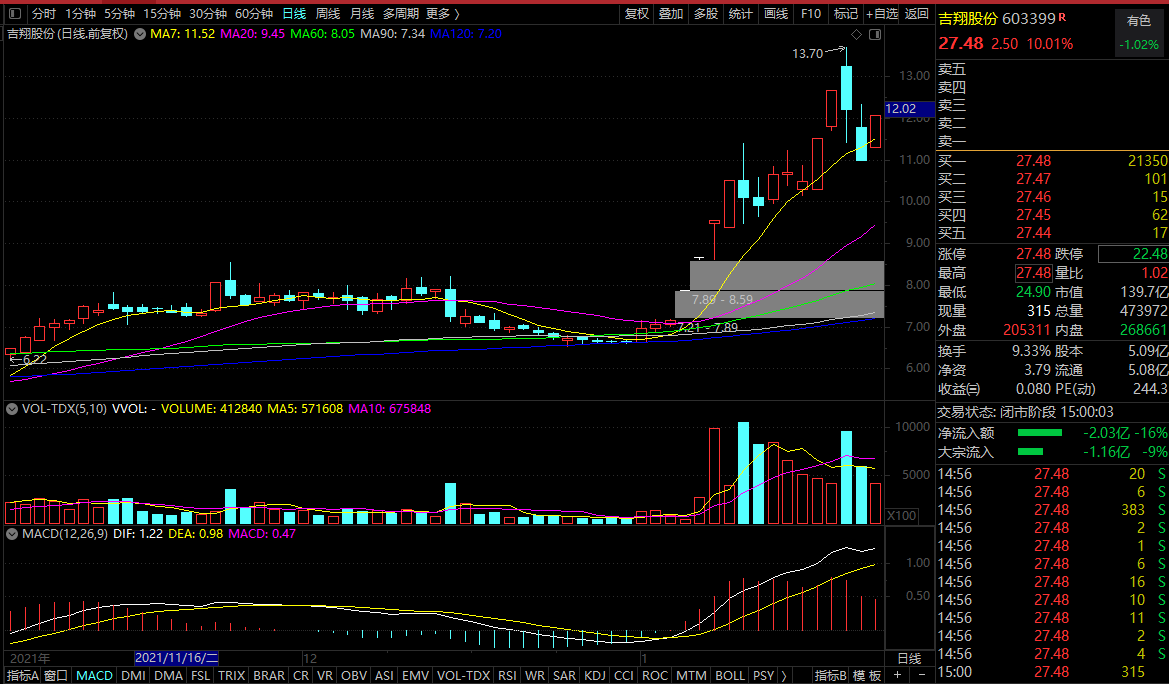 分时 1分钟 5分钟 15分钟 30分钟 60分钟 日线 周线 月线 多周期 更多 〉 复权 叠加 多股 统计 画线 F10 标记 +自选 返回
吉翔股份 (日线.前复权) MA7: 11.52 MA20: 9.45 MA60: 8.05 MA90: 7.34 MA120: 7.20
13.70
13.00
12.02
12.00
11.00
10.00
9.00
8.00
7.89 - 8.59
7.21 - 7.89
7.00
6.22
6.00
VOL-TDX(5,10) VVOL: - VOLUME: 412840 MA5: 571608 MA10: 675848
10000
5000
X100
MACD(12,26,9) DIF: 1.22 DEA: 0.98 MACD: 0.47
1.00
0.50
2021年 2021/11/16/二 12 1 日线
指标A 窗口 MACD DMI DMA FSL TRIX BRAR CR VR OBV ASI EMV VOL-TDX RSI WR SAR KDJ CCI ROC MTM BOLL PSY 〉 指标B 模板 + −
吉翔股份 603399 R 有色
27.48 2.50 10.01% -1.02%
卖五
卖四
卖三
卖二
卖一
买一 27.48 21350
买二 27.47 101
买三 27.46 15
买四 27.45 62
买五 27.44 17
涨停 27.48 跌停 22.48
最高 27.48 量比 1.02
最低 24.90 市值 139.7亿
现量 315 总量 473972
外盘 205311 内盘 268661
换手 9.33% 股本 5.09亿
净资 3.79 流通 5.08亿
收益㈢ 0.080 PE(动) 244.3
交易状态: 闭市阶段 15:00:03
净流入额 -2.03亿 -16%
大宗流入 -1.16亿 -9%
14:56 27.48 20 S
14:56 27.48 6 S
14:56 27.48 383 S
14:56 27.48 2 S
14:56 27.48 1 S
14:56 27.48 6 S
14:56 27.48 16 S
14:56 27.48 10 S
14:56 27.48 11 S
14:56 27.48 2 S
14:56 27.48 4 S
15:00 27.48 315